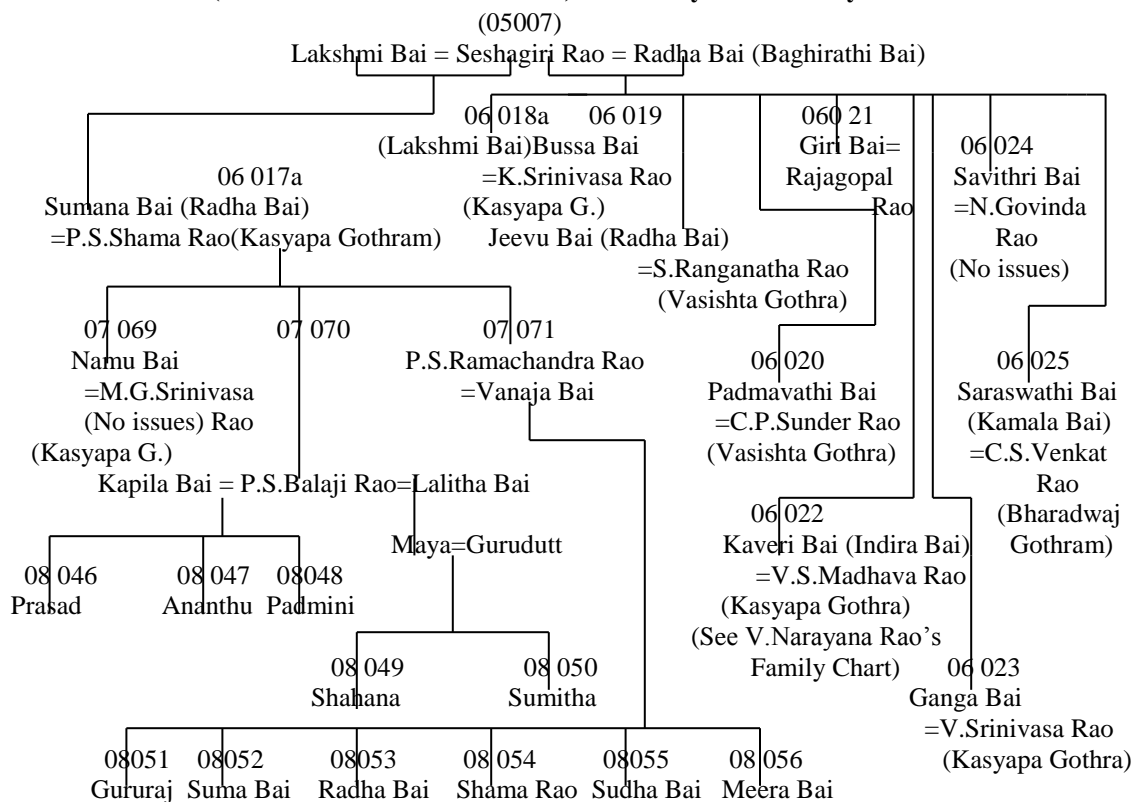 (05007)
Lakshmi Bai = Seshagiri Rao = Radha Bai (Baghirathi Bai)
06 018a 06 019 060 21
(Lakshmi Bai)Bussa Bai Giri Bai= 06 024
=K.Srinivasa Rao Rajagopal Savithri Bai
06 017a
Sumana Bai (Radha Bai) (Kasyapa G.) Rao =N.Govinda
=P.S.Shama Rao(Kasyapa Gothram) Jeevu Bai (Radha Bai) Rao
=S.Ranganatha Rao (No issues)
(Vasishta Gothra)
07 069 07 070 07 071
Namu Bai P.S.Ramachandra Rao 06 020 06 025
=M.G.Srinivasa =Vanaja Bai Padmavathi Bai Saraswathi Bai
(No issues) Rao =C.P.Sunder Rao (Kamala Bai)
(Kasyapa G.) (Vasishta Gothra) =C.S.Venkat
Kapila Bai = P.S.Balaji Rao=Lalitha Bai Rao
06 022 (Bharadwaj
Maya=Gurudutt Kaveri Bai (Indira Bai) Gothram)
08 046 08 047 08048 =V.S.Madhava Rao
Prasad Ananthu Padmini (Kasyapa Gothra)
(See V.Narayana Rao’s
08 049 08 050 Family Chart) 06 023
Shahana Sumitha Ganga Bai
=V.Srinivasa Rao
08051 08052 08053 08 054 08055 08 056 (Kasyapa Gothra)
Gururaj Suma Bai Radha Bai Shama Rao Sudha Bai Meera Bai